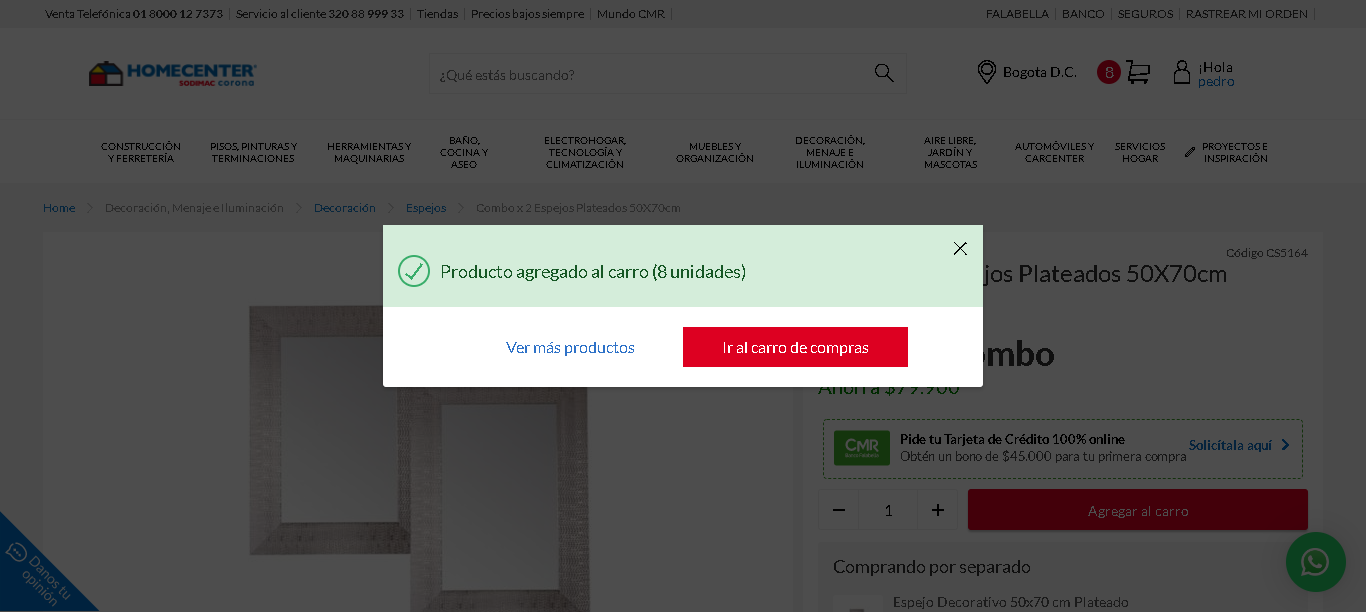 Venta Telefónica 01 8000 12 7373 Servicio al cliente 320 88 999 33 Tiendas Precios bajos siempre Mundo CMR FALABELLA BANCO SEGUROS RASTREAR MI ORDEN
HOMECENTER
SODIMAC corona
¿Qué estás buscando?
Bogota D.C.
8
¡Hola
pedro
CONSTRUCCIÓN
Y FERRETERÍA
PISOS, PINTURAS Y
TERMINACIONES
HERRAMIENTAS Y
MAQUINARIAS
BAÑO,
COCINA Y
ASEO
ELECTROHOGAR,
TECNOLOGÍA Y
CLIMATIZACIÓN
MUEBLES Y
ORGANIZACIÓN
DECORACIÓN,
MENAJE E
ILUMINACIÓN
AIRE LIBRE,
JARDÍN Y
MASCOTAS
AUTOMÓVILES Y
CARCENTER
SERVICIOS
HOGAR
PROYECTOS E
INSPIRACIÓN
Home Decoración, Menaje e Iluminación Decoración Espejos Combo x 2 Espejos Plateados 50X70cm
Producto agregado al carro (8 unidades)
Ver más productos
Ir al carro de compras
Código CS5164
jos Plateados 50X70cm
ombo
Ahorra $79.900
CMR
Banco Falabella
Pide tu Tarjeta de Crédito 100% online
Obtén un bono de $45.000 para tu primera compra
Solicítala aquí
1
Agregar al carro
Comprando por separado
Espejo Decorativo 50x70 cm Plateado
Danos tu
opinión